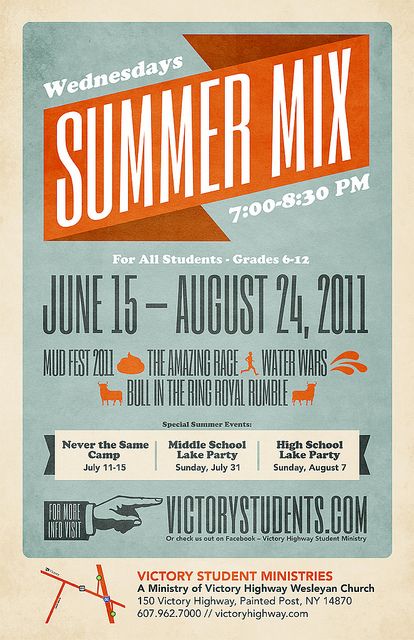 Wednesdays
SUMMER MIX
7:00-8:30 PM
For All Students - Grades 6-12
JUNE 15 – AUGUST 24, 2011
MUD FEST 2011 THE AMAZING RACE WATER WARS
BULL IN THE RING ROYAL RUMBLE
Special Summer Events:
Never the Same
Camp
July 11-15
Middle School
Lake Party
Sunday, July 31
High School
Lake Party
Sunday, August 7
FOR MORE
INFO VISIT
VICTORYSTUDENTS.COM
Or check us out on Facebook – Victory Highway Student Ministry
VICTORY STUDENT MINISTRIES
A Ministry of Victory Highway Wesleyan Church
150 Victory Highway, Painted Post, NY 14870
607.962.7000 // victoryhighway.com